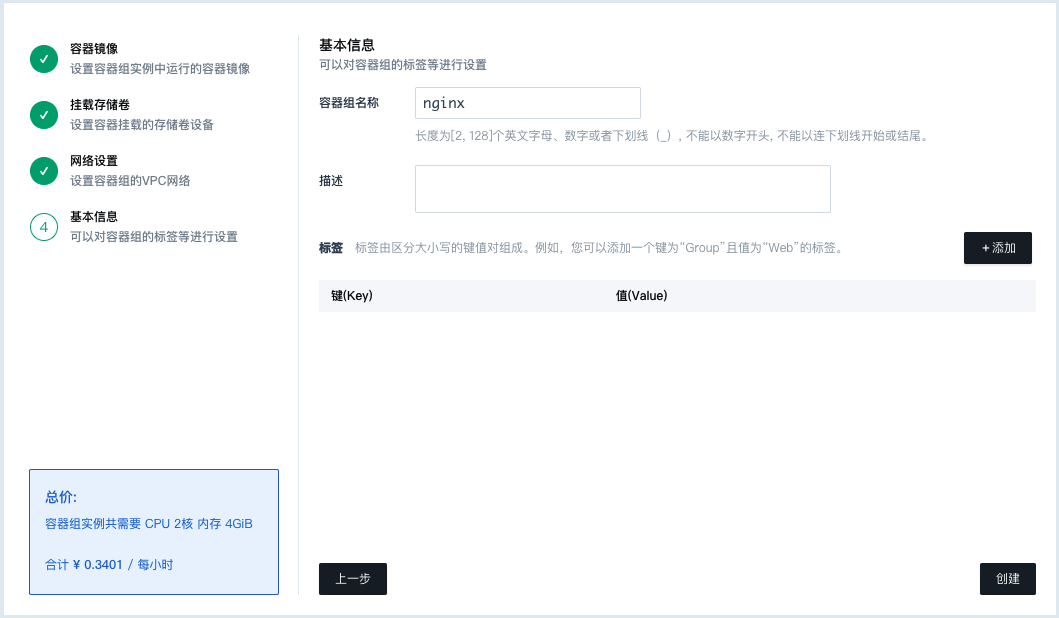 容器镜像
设置容器组实例中运行的容器镜像
挂载存储卷
设置容器挂载的存储卷设备
网络设置
设置容器组的VPC网络
4
基本信息
可以对容器组的标签等进行设置
总价:
容器组实例共需要 CPU 2核 内存 4GiB
合计 ¥ 0.3401 / 每小时
基本信息
可以对容器组的标签等进行设置
容器组名称 nginx
长度为[2, 128]个英文字母、数字或者下划线（_）, 不能以数字开头, 不能以连下划线开始或结尾。
描述
标签 标签由区分大小写的键值对组成。例如，您可以添加一个键为“Group”且值为“Web”的标签。 +添加
键(Key) 值(Value)
上一步 创建